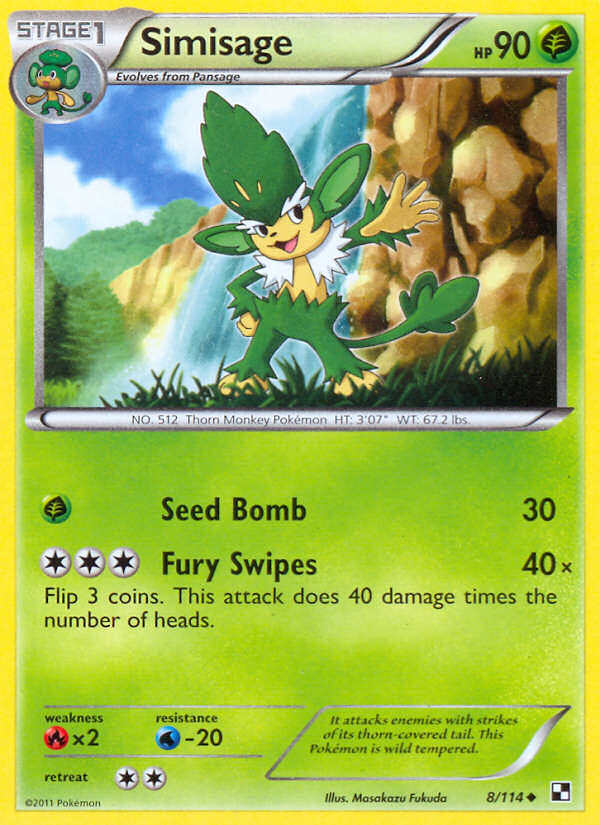 STAGE1
Simisage
HP 90
Evolves from Pansage
NO. 512 Thorn Monkey Pokémon HT: 3'07" WT: 67.2 lbs.
Seed Bomb 30
Fury Swipes 40×
Flip 3 coins. This attack does 40 damage times the
number of heads.
weakness resistance
×2 -20
It attacks enemies with strikes
of its thorn-covered tail. This
Pokémon is wild tempered.
retreat
©2011 Pokémon
Illus. Masakazu Fukuda
8/114